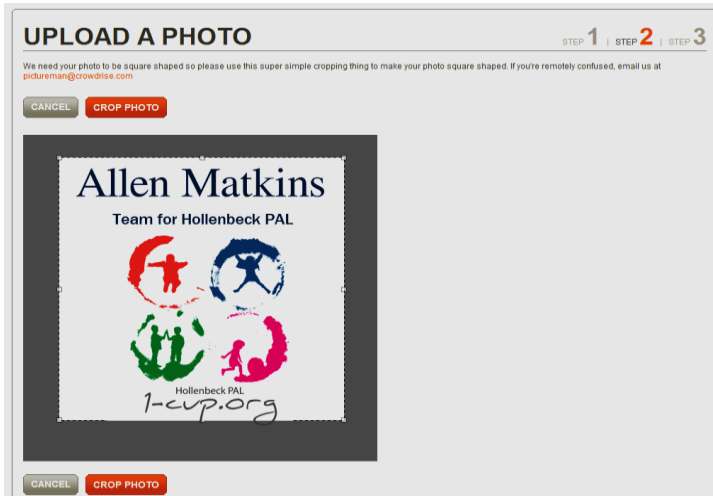 UPLOAD A PHOTO
STEP 1 | STEP 2 | STEP 3
We need your photo to be square shaped so please use this super simple cropping thing to make your photo square shaped. If you're remotely confused, email us at
pictureman@crowdrise.com
CANCEL CROP PHOTO
Allen Matkins
Team for Hollenbeck PAL
Hollenbeck PAL
1-cup.org
CANCEL CROP PHOTO